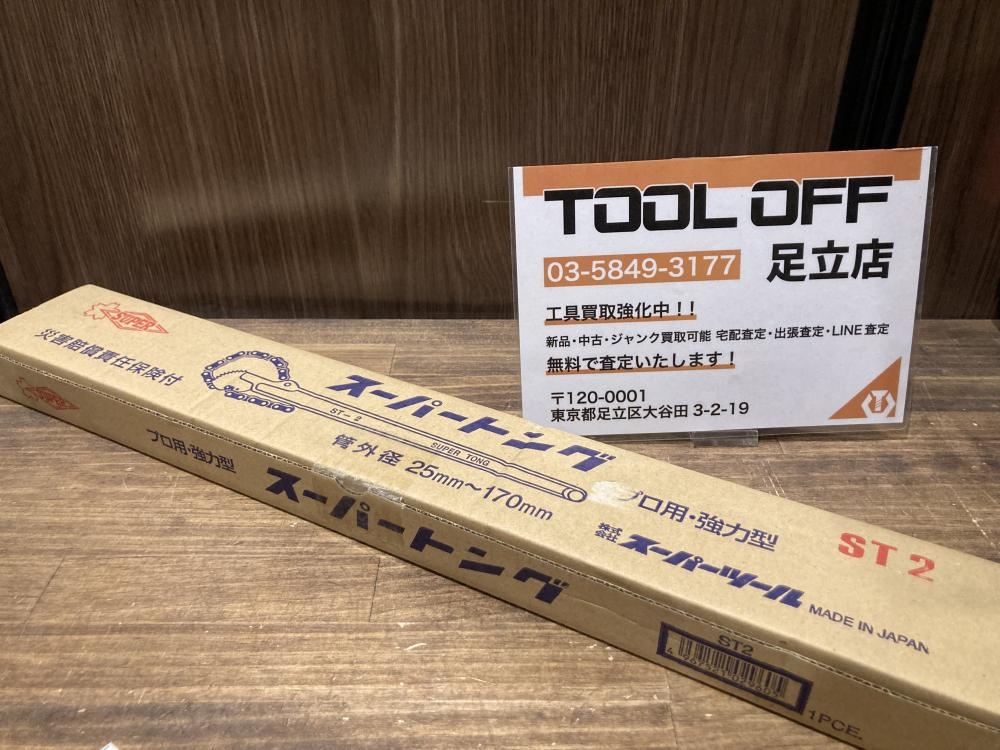 TOOL OFF
03-5849-3177 足立店
工具買取強化中!!
新品・中古・ジャンク買取可能 宅配査定・出張査定・LINE査定
無料で査定いたします!
〒120-0001
東京都足立区大谷田3-2-19
SUPER
災害賠償責任保険付
ST-2
SUPER TONG
スーパートング
管外径 25mm〜170mm
プロ用・強力型
ST2
株式会社 スーパーツール
MADE IN JAPAN
SUPER
プロ用・強力型
スーパートング
ST2
1PCE.